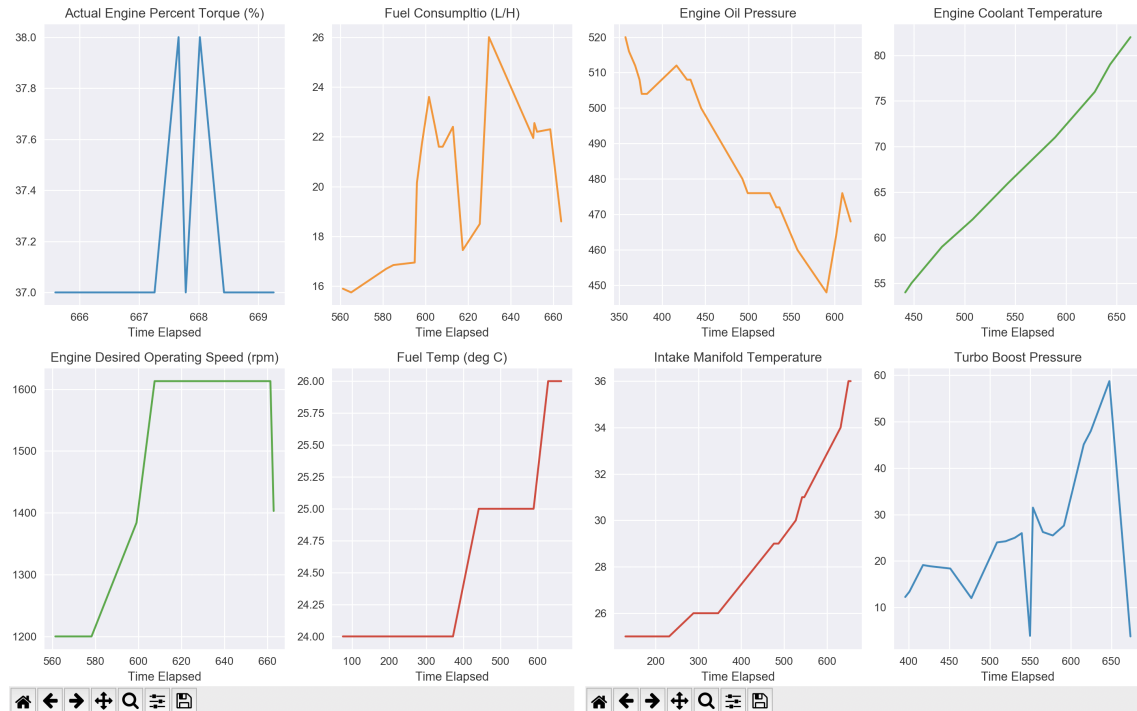 Actual Engine Percent Torque (%)
38.0
37.8
37.6
37.4
37.2
37.0
666 667 668 669
Time Elapsed
Fuel Consumpltio (L/H)
26
24
22
20
18
16
560 580 600 620 640 660
Time Elapsed
Engine Oil Pressure
520
510
500
490
480
470
460
450
350 400 450 500 550 600
Time Elapsed
Engine Coolant Temperature
80
75
70
65
60
55
450 500 550 600 650
Time Elapsed
Engine Desired Operating Speed (rpm)
1600
1500
1400
1300
1200
560 580 600 620 640 660
Time Elapsed
Fuel Temp (deg C)
26.00
25.75
25.50
25.25
25.00
24.75
24.50
24.25
24.00
100 200 300 400 500 600
Time Elapsed
Intake Manifold Temperature
36
34
32
30
28
26
200 300 400 500 600
Time Elapsed
Turbo Boost Pressure
60
50
40
30
20
10
400 450 500 550 600 650
Time Elapsed